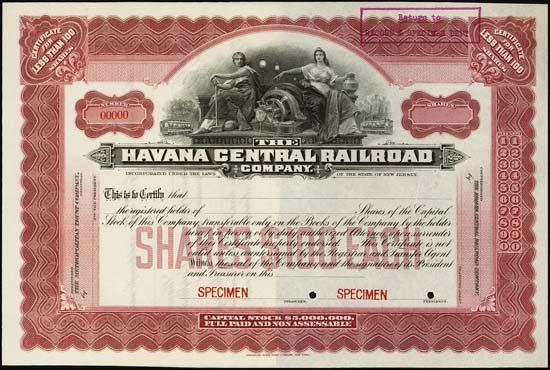 CERTIFICATE
FOR
LESS THAN 100
SHARES
Return to
CERTIFICATE
FOR
LESS THAN 100
SHARES
NUMBER
00000
SHARES
THE
HAVANA CENTRAL RAILROAD
COMPANY.
INCORPORATED UNDER THE LAWS
OF THE STATE OF NEW JERSEY.
This is to Certify that
the registered holder of Shares of the Capital
Stock of this Company, transferable only on the Books of the Company by the holder
hereof in person or by duly authorized Attorney, on surrender
of this certificate properly endorsed. This Certificate is not
valid unless countersigned by the Registrar and Transfer Agent
Witness the seal of the Company and the signatures of its President
and Treasurer on this
SHARES $100 EACH
SPECIMEN
SPECIMEN
TREASURER.
PRESIDENT.
CAPITAL STOCK $5,000,000.
FULL PAID AND NON ASSESSABLE